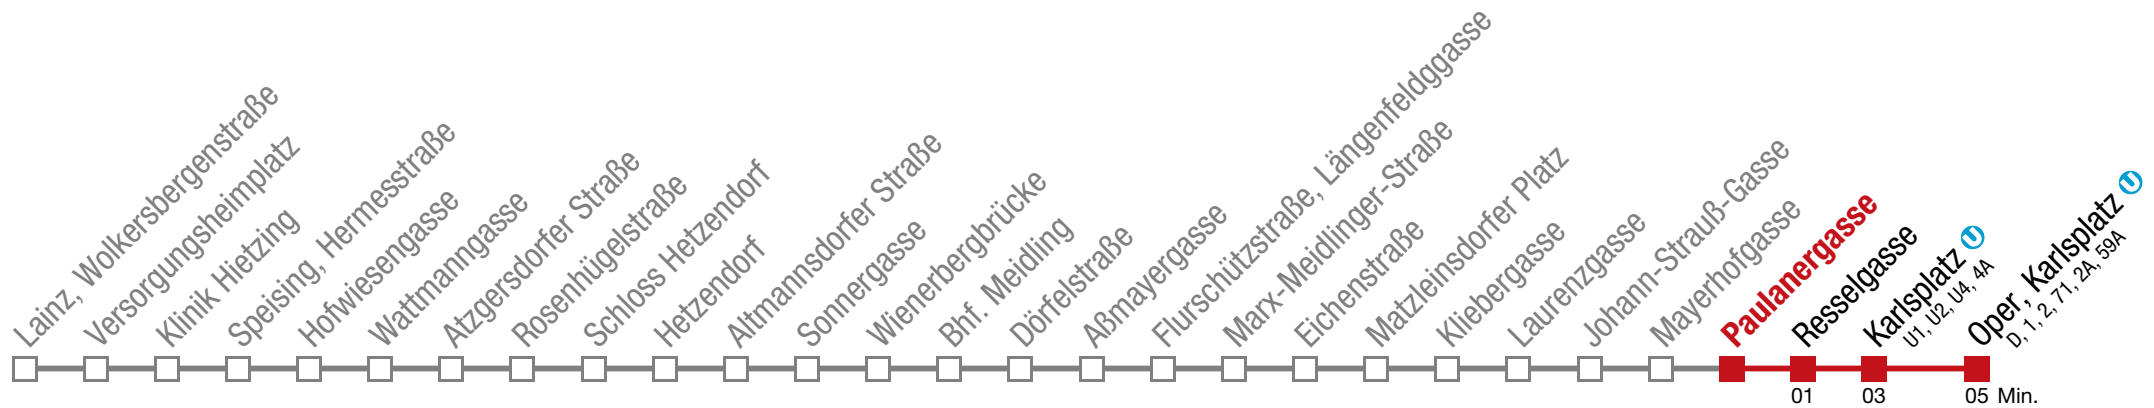 Lainz, Wolkersbergenstraße
Versorgungsheimplatz
Klinik Hietzing
Speising, Hermesstraße
Hofwiesengasse
Wattmanngasse
Atzgersdorfer Straße
Rosenhügelstraße
Schloss Hetzendorf
Hetzendorf
Altmannsdorfer Straße
Sonnergasse
Wienerbergbrücke
Bhf. Meidling
Dörfelstraße
Aßmayergasse
Flurschützstraße, Längenfeldggasse
Marx-Meidlinger-Straße
Eichenstraße
Matzleinsdorfer Platz
Kliebergasse
Laurenzgasse
Johann-Strauß-Gasse
Mayerhofgasse
Paulanergasse
Resselgasse
Karlsplatz U
U1, U2, U4, 4A
Oper, Karlsplatz U
D, 1, 2, 71, 2A, 59A
01 03 05 Min.